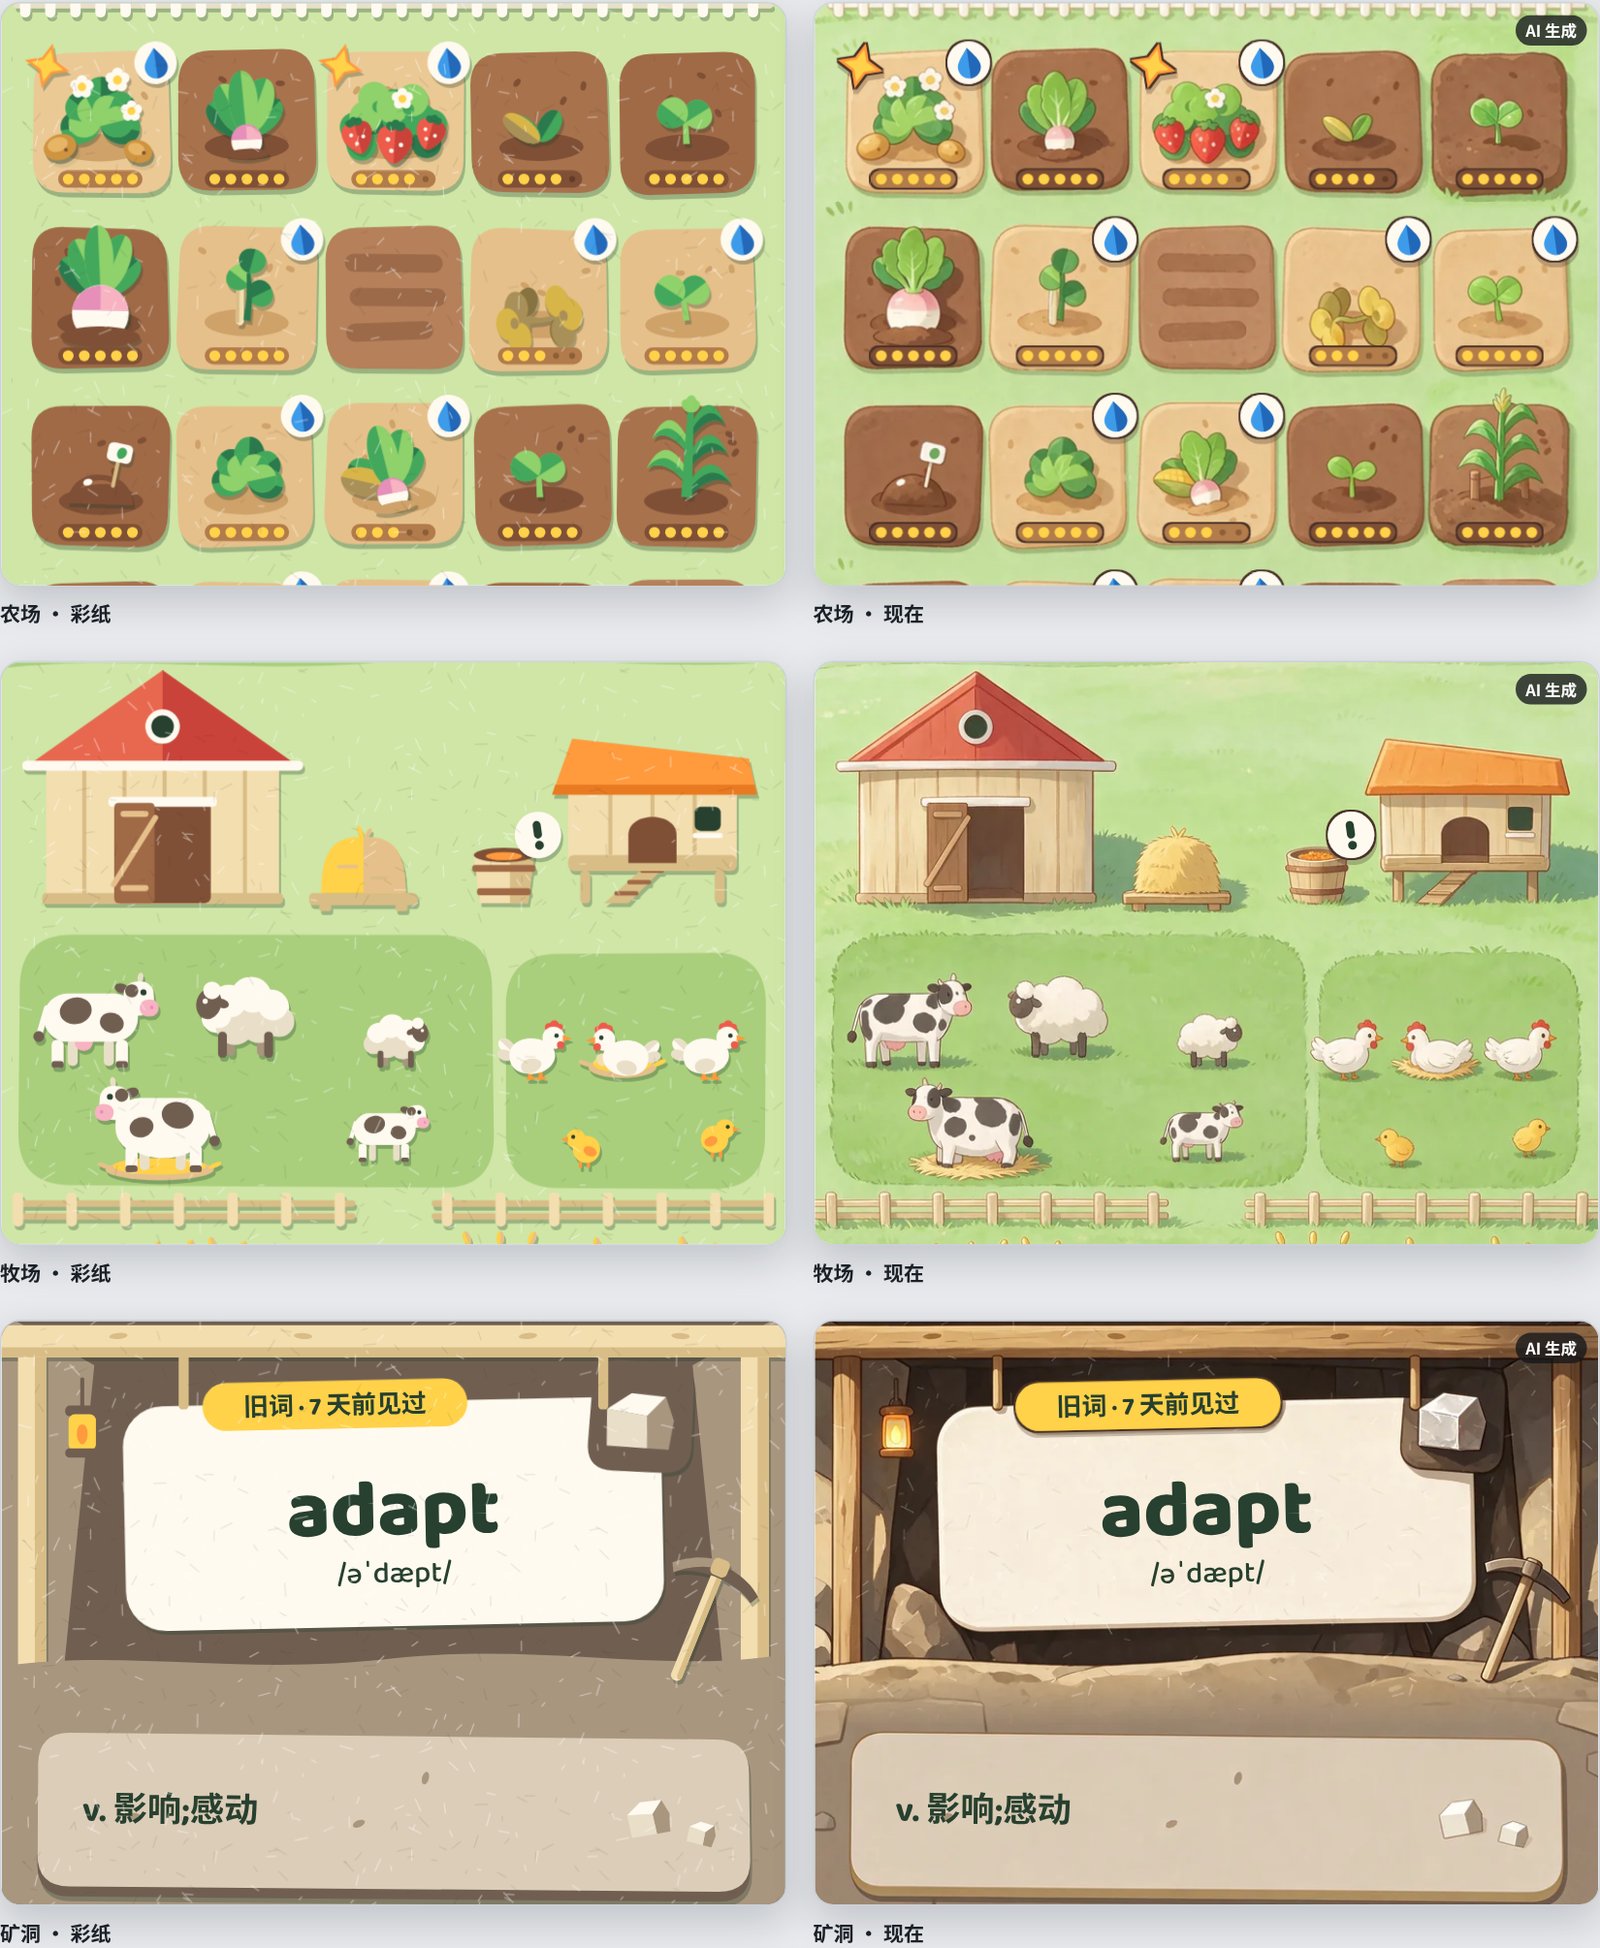 AI 生成
农场 · 彩纸
农场 · 现在
!
!
AI 生成
牧场 · 彩纸
牧场 · 现在
旧词 · 7 天前见过
adapt
/əˈdæpt/
v. 影响;感动
AI 生成
旧词 · 7 天前见过
adapt
/əˈdæpt/
v. 影响;感动
矿洞 · 彩纸
矿洞 · 现在